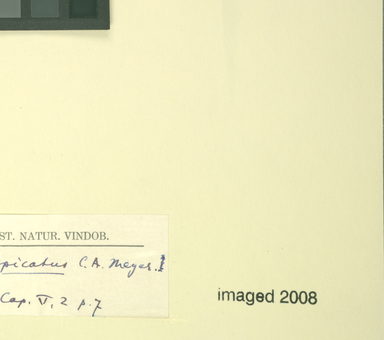 ST. NATUR. VINDOB.
picatus C. A. Meyer.!
Cap. V, 2 p. 7
imaged 2008